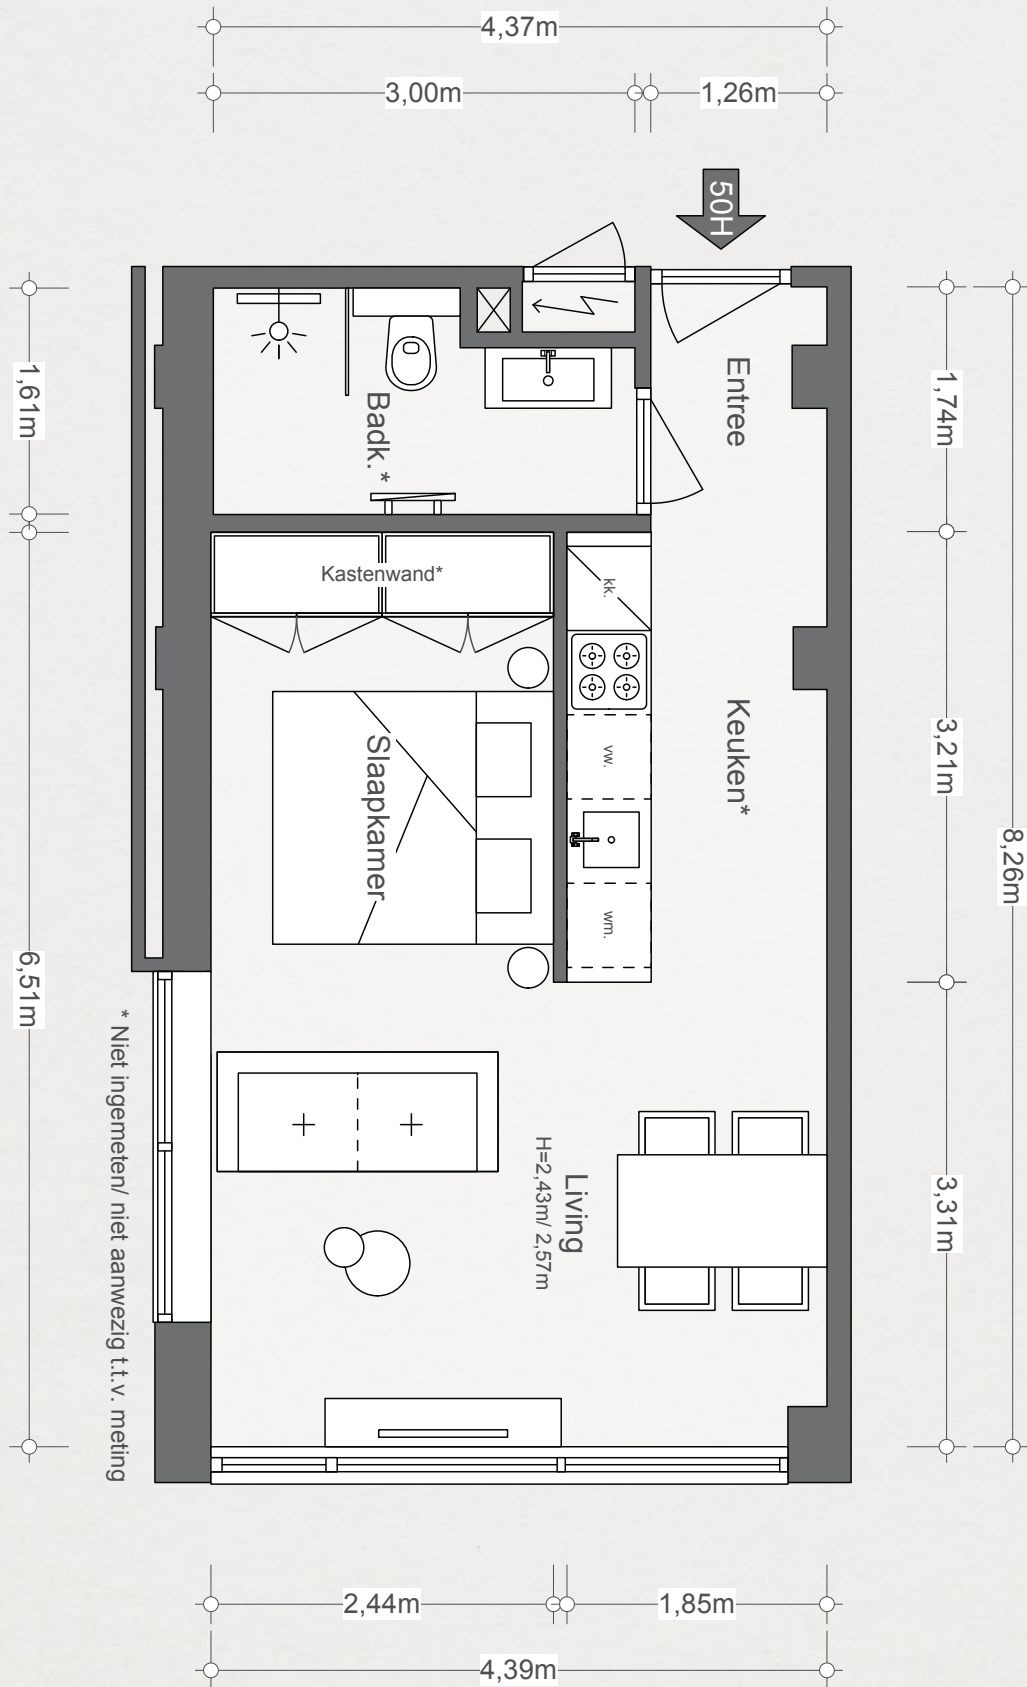 4,37m
3,00m
1,26m
50H
Entree
Badk.*
1,61m
1,74m
Kastenwand*
kk.
Keuken*
vw.
3,21m
Slaapkamer
8,26m
wm.
6,51m
* Niet ingemeten/ niet aanwezig t.t.v. meting
Living
H=2,43m/ 2,57m
3,31m
2,44m
1,85m
4,39m